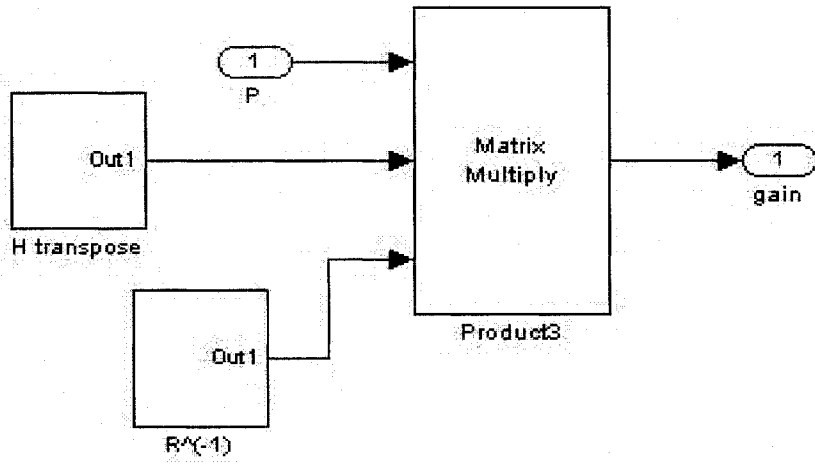 1
P
Out1
H transpose
Matrix
Multiply
1
gain
Product3
Out1
R^(-1)